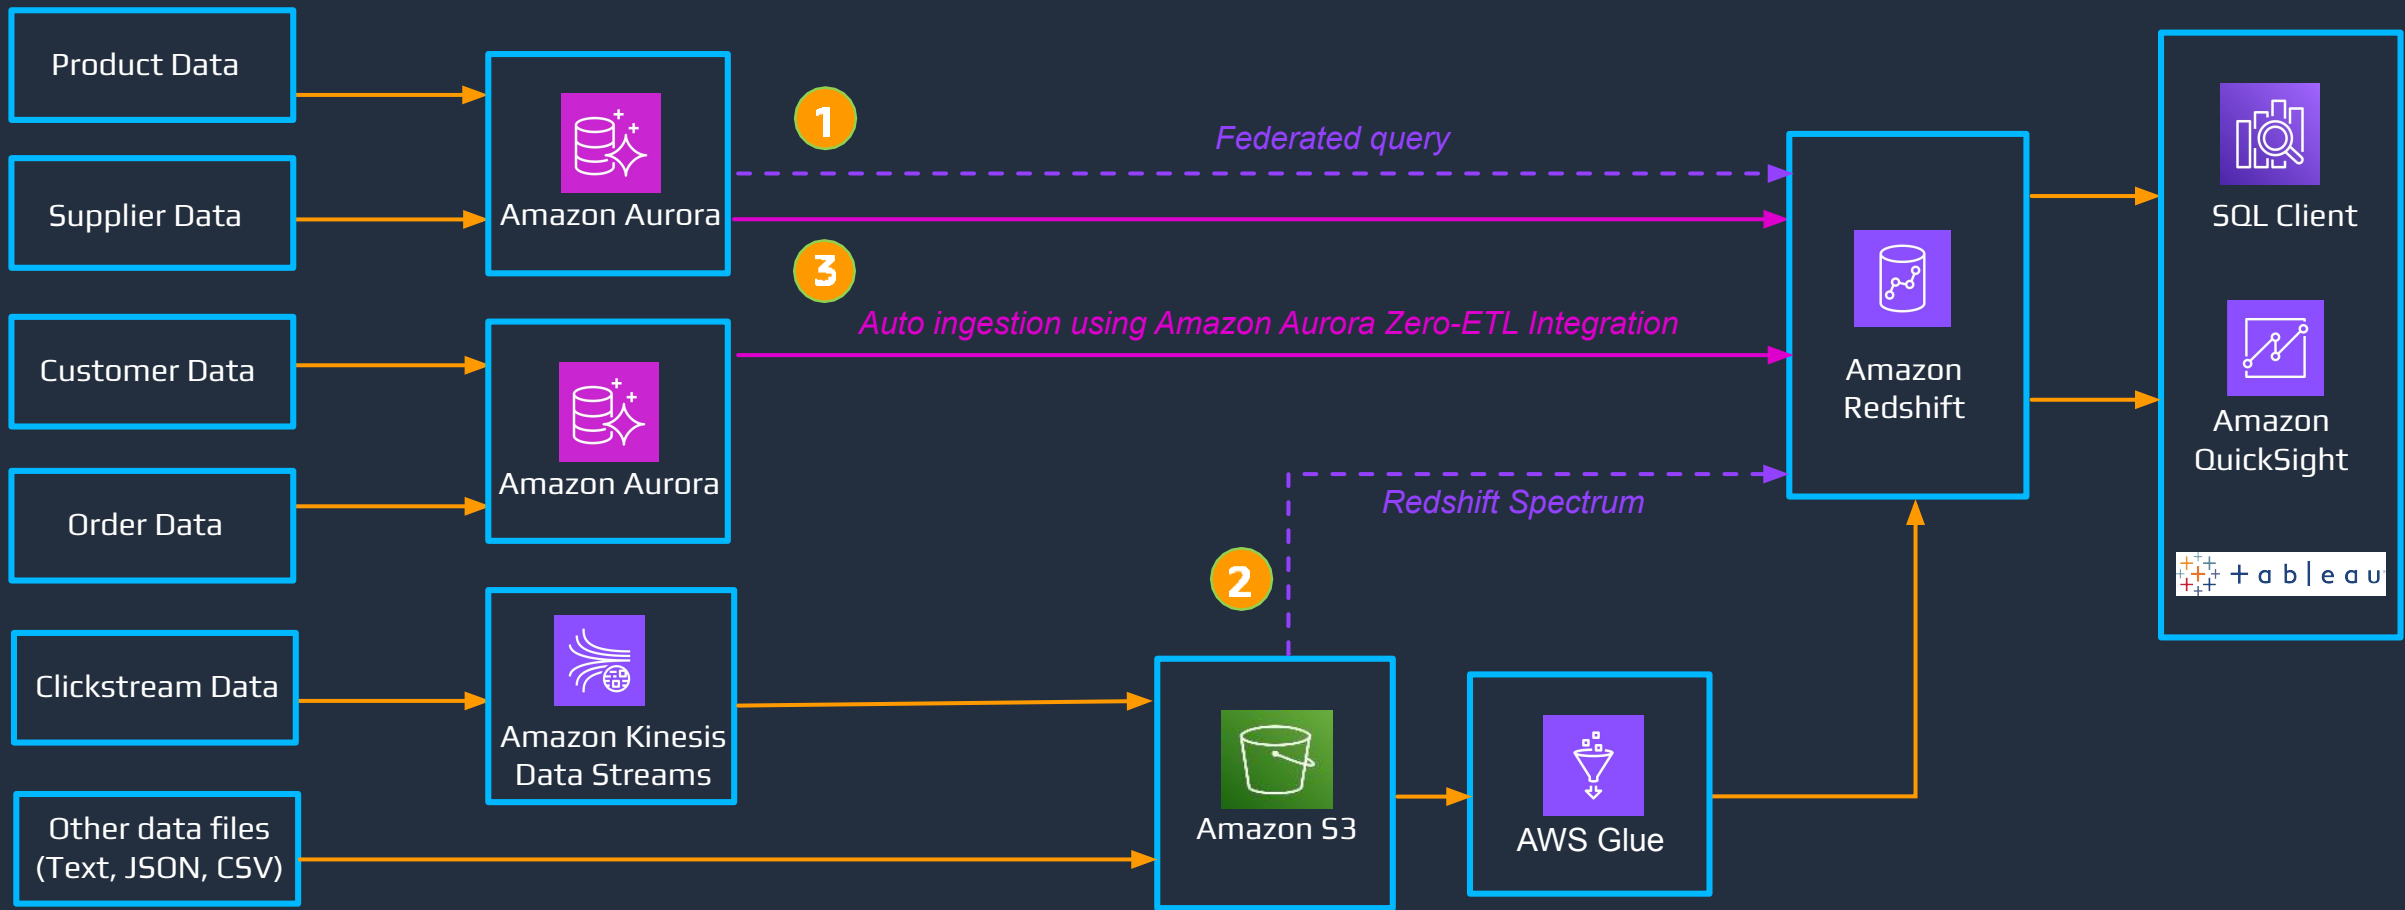 Product Data
Supplier Data
Customer Data
Order Data
Clickstream Data
Other data files
(Text, JSON, CSV)
Amazon Aurora
Amazon Aurora
Amazon Kinesis
Data Streams
1
Federated query
3
Auto ingestion using Amazon Aurora Zero-ETL Integration
Redshift Spectrum
2
Amazon S3
AWS Glue
Amazon
Redshift
SQL Client
Amazon
QuickSight
tableau